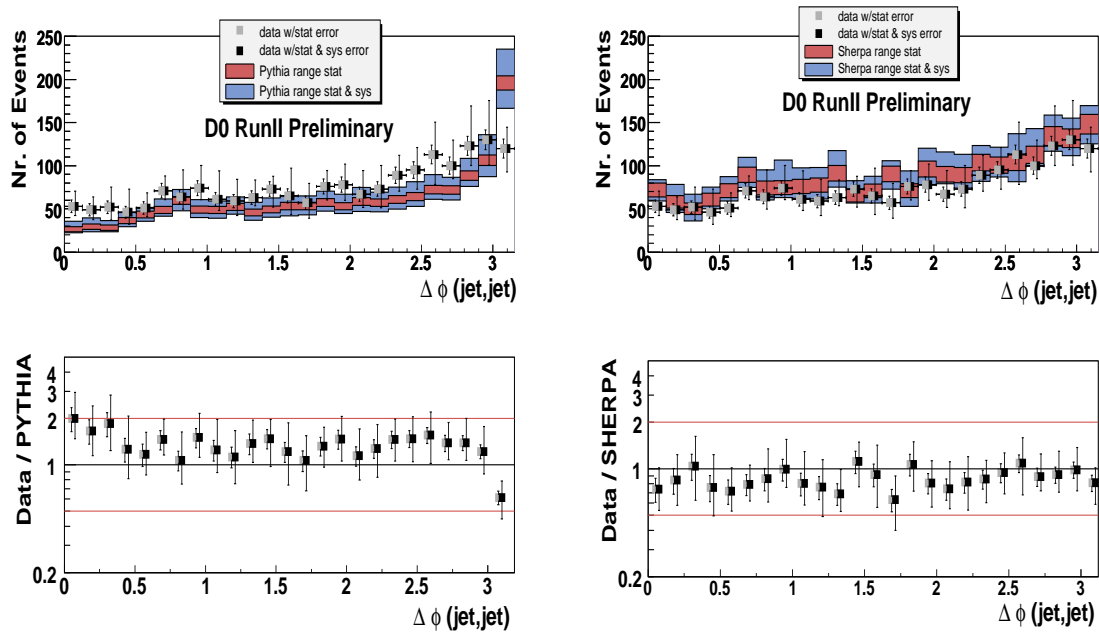 data w/stat error
data w/stat & sys error
Pythia range stat
Pythia range stat & sys
D0 RunII Preliminary
Nr. of Events
250
200
150
100
50
0
0 0.5 1 1.5 2 2.5 3
Δ ϕ (jet,jet)
data w/stat error
data w/stat & sys error
Sherpa range stat
Sherpa range stat & sys
D0 RunII Preliminary
Nr. of Events
250
200
150
100
50
0
0 0.5 1 1.5 2 2.5 3
Δ ϕ (jet,jet)
Data / PYTHIA
4
3
2
1
0.2
0 0.5 1 1.5 2 2.5 3
Δ ϕ (jet,jet)
Data / SHERPA
4
3
2
1
0.2
0 0.5 1 1.5 2 2.5 3
Δ ϕ (jet,jet)